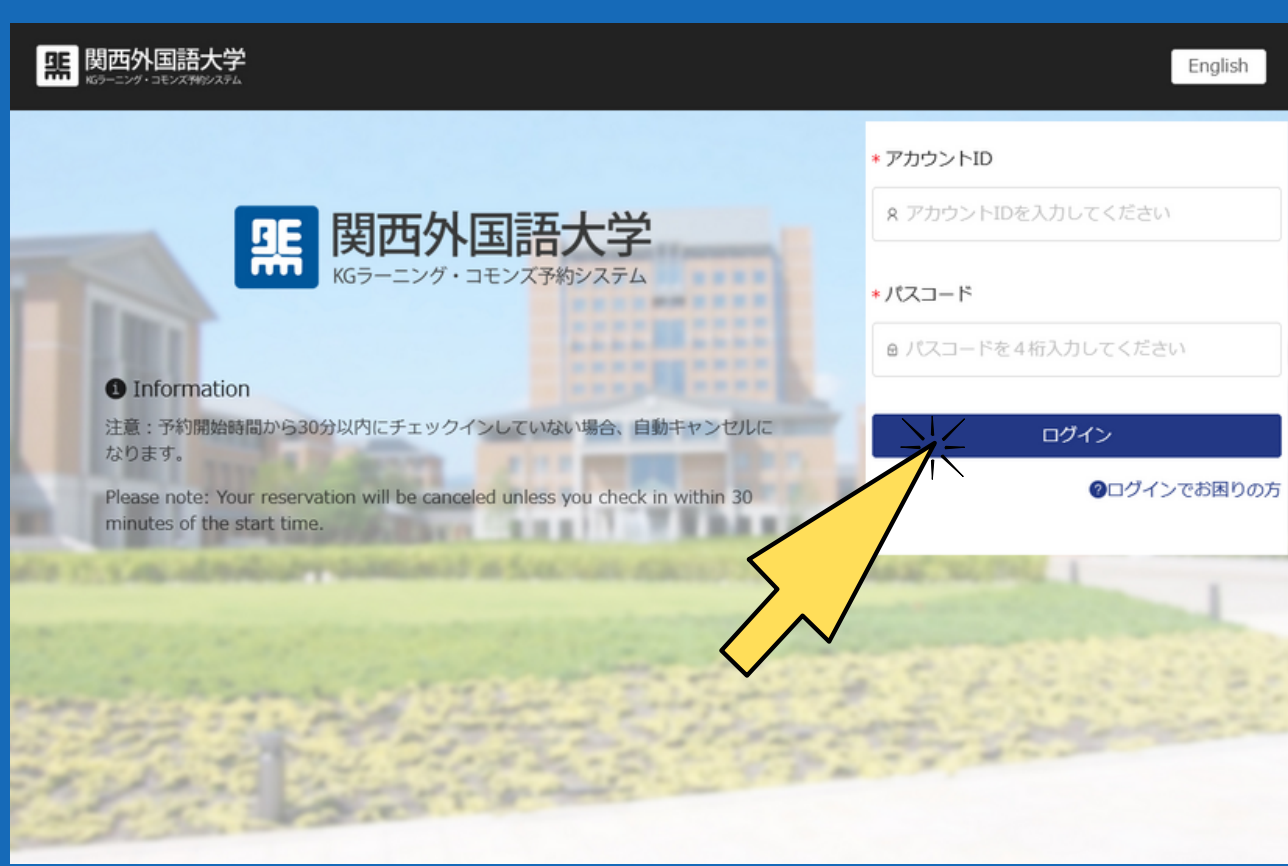 関西外国語大学
KGラーニング・コモンズ予約システム
English
関西外国語大学
KGラーニング・コモンズ予約システム
Information
注意：予約開始時間から30分以内にチェックインしていない場合、自動キャンセルに
なります。
Please note: Your reservation will be canceled unless you check in within 30
minutes of the start time.
* アカウントID
アカウントIDを入力してください
* パスコード
パスコードを４桁入力してください
ログイン
ログインでお困りの方